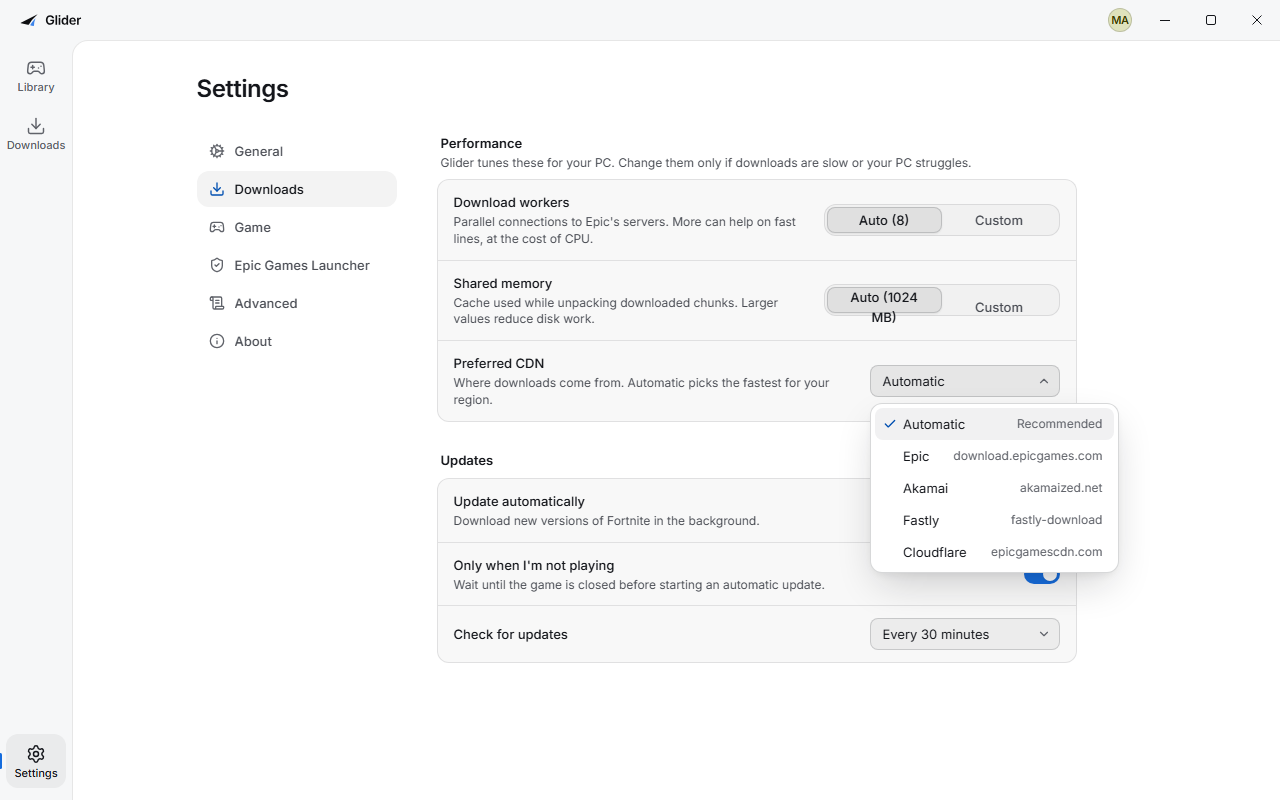 Glider
MA
Library
Downloads
Settings
Settings
General
Downloads
Game
Epic Games Launcher
Advanced
About
Performance
Glider tunes these for your PC. Change them only if downloads are slow or your PC struggles.
Download workers
Parallel connections to Epic's servers. More can help on fast
lines, at the cost of CPU.
Auto (8)
Custom
Shared memory
Cache used while unpacking downloaded chunks. Larger
values reduce disk work.
Auto (1024
MB)
Custom
Preferred CDN
Where downloads come from. Automatic picks the fastest for your
region.
Automatic
Automatic Recommended
Epic download.epicgames.com
Akamai akamaized.net
Fastly fastly-download
Cloudflare epicgamescdn.com
Updates
Update automatically
Download new versions of Fortnite in the background.
Only when I'm not playing
Wait until the game is closed before starting an automatic update.
Check for updates
Every 30 minutes